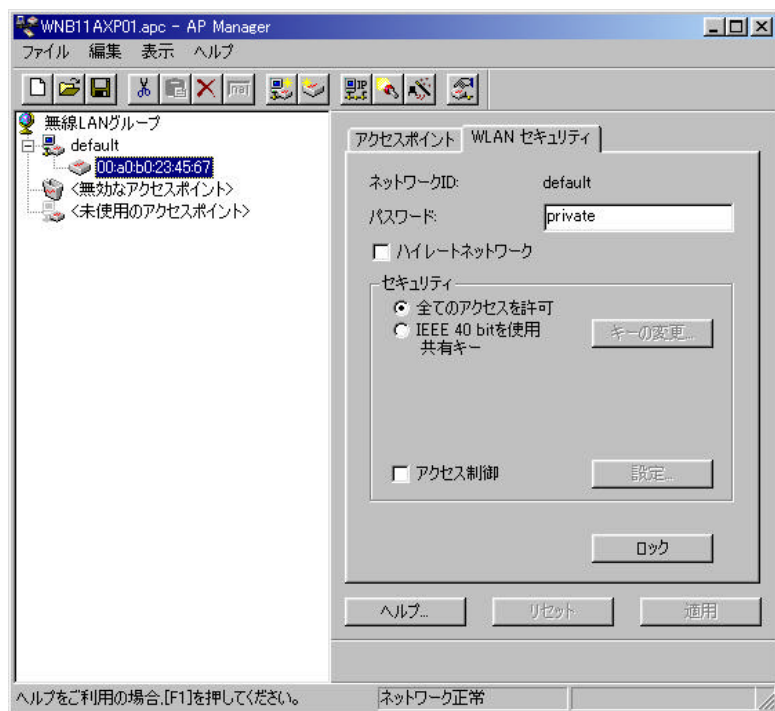 WNB11AXP01.apc - AP Manager
ファイル 編集 表示 ヘルプ
無線LANグループ
default
00:a0:b0:23:45:67
<無効なアクセスポイント>
<未使用のアクセスポイント>
アクセスポイント WLAN セキュリティ
ネットワークID: default
パスワード: private
ハイレートネットワーク
セキュリティ
全てのアクセスを許可
IEEE 40 bitを使用
共有キー
キーの変更...
アクセス制御
設定...
ロック
ヘルプ... リセット 適用
ヘルプをご利用の場合,[F1]を押してください。 ネットワーク正常